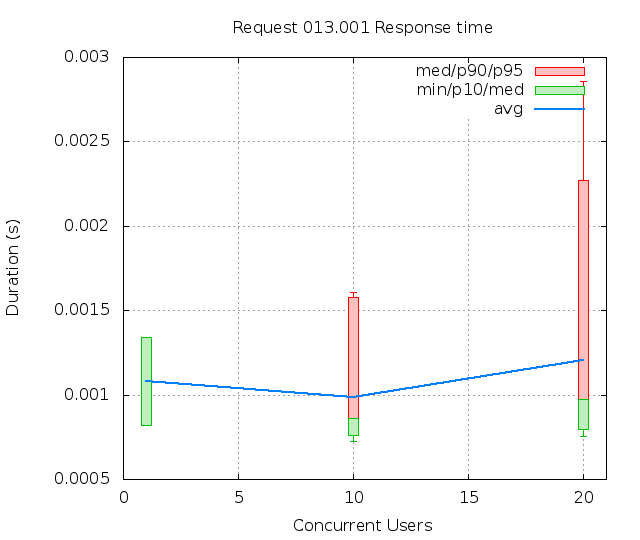 Request 013.001 Response time
med/p90/p95
min/p10/med
avg
0.003
0.0025
0.002
0.0015
0.001
0.0005
Duration (s)
0 5 10 15 20
Concurrent Users